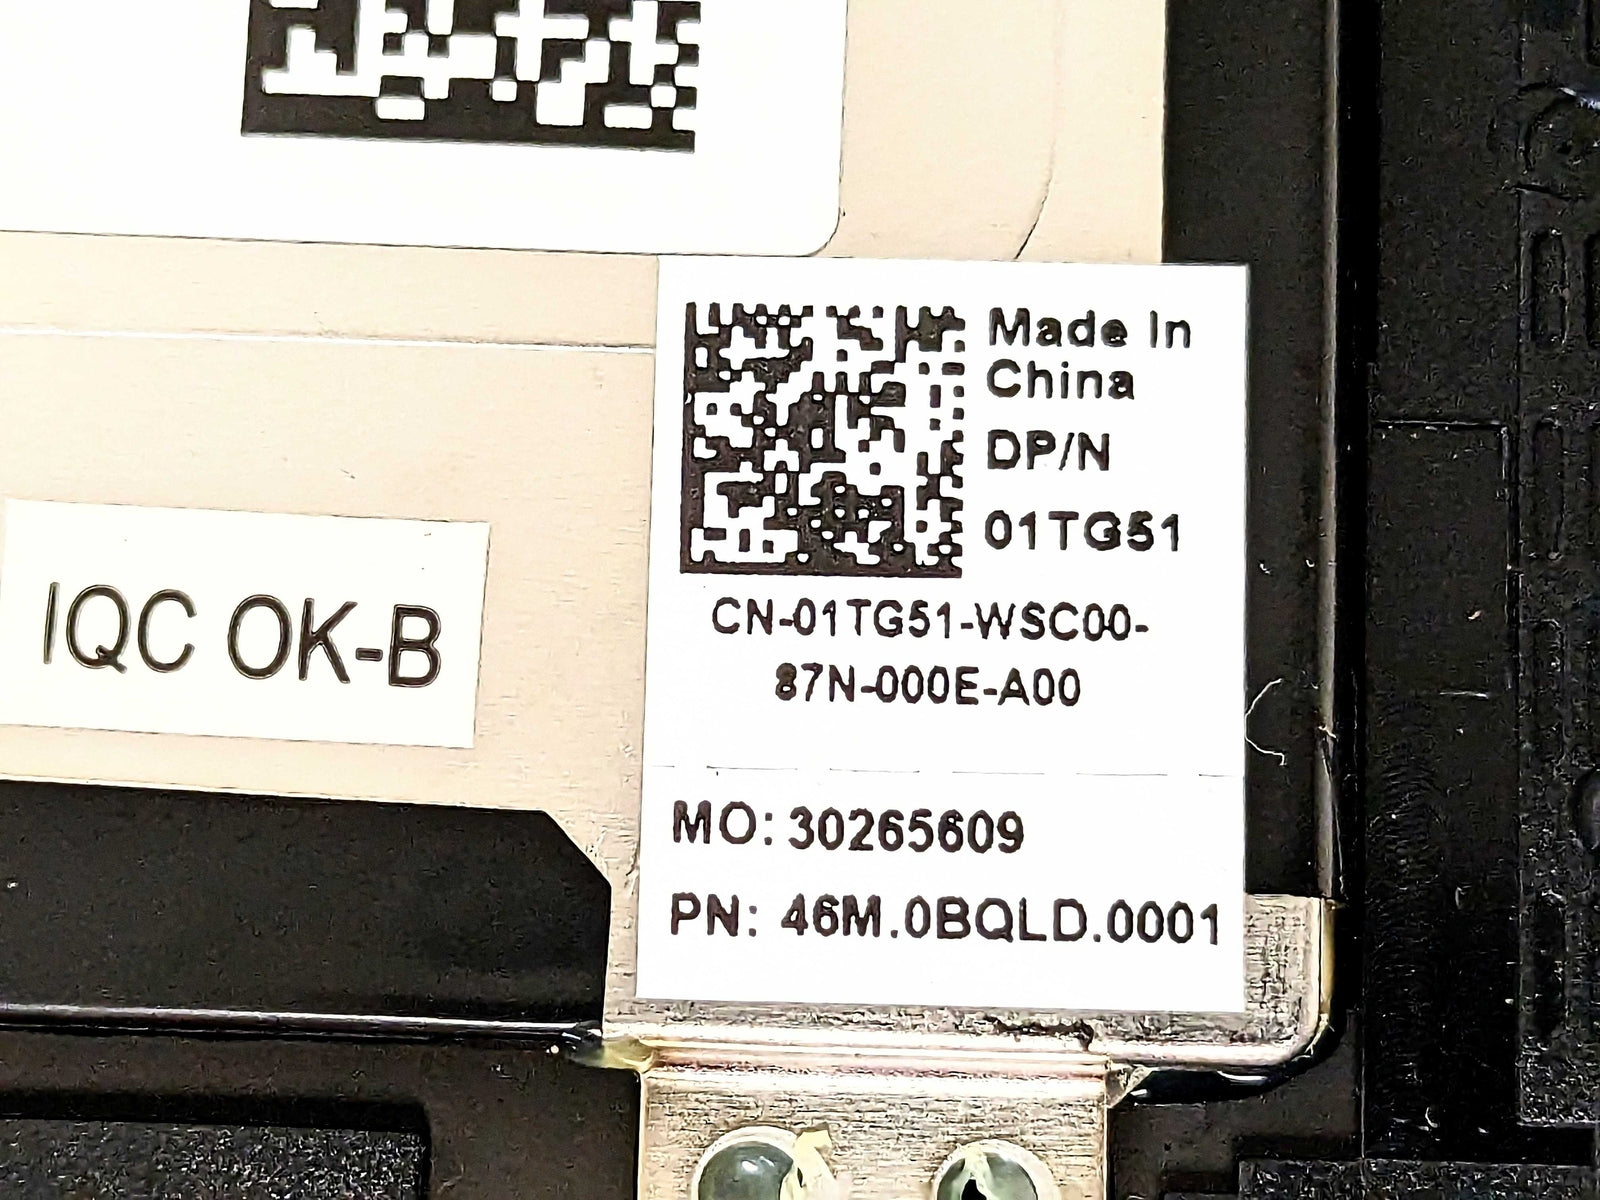 Made In
China
DP/N
01TG51
CN-01TG51-WSC00-
87N-000E-A00
IQC OK-B
MO: 30265609
PN: 46M.0BQLD.0001